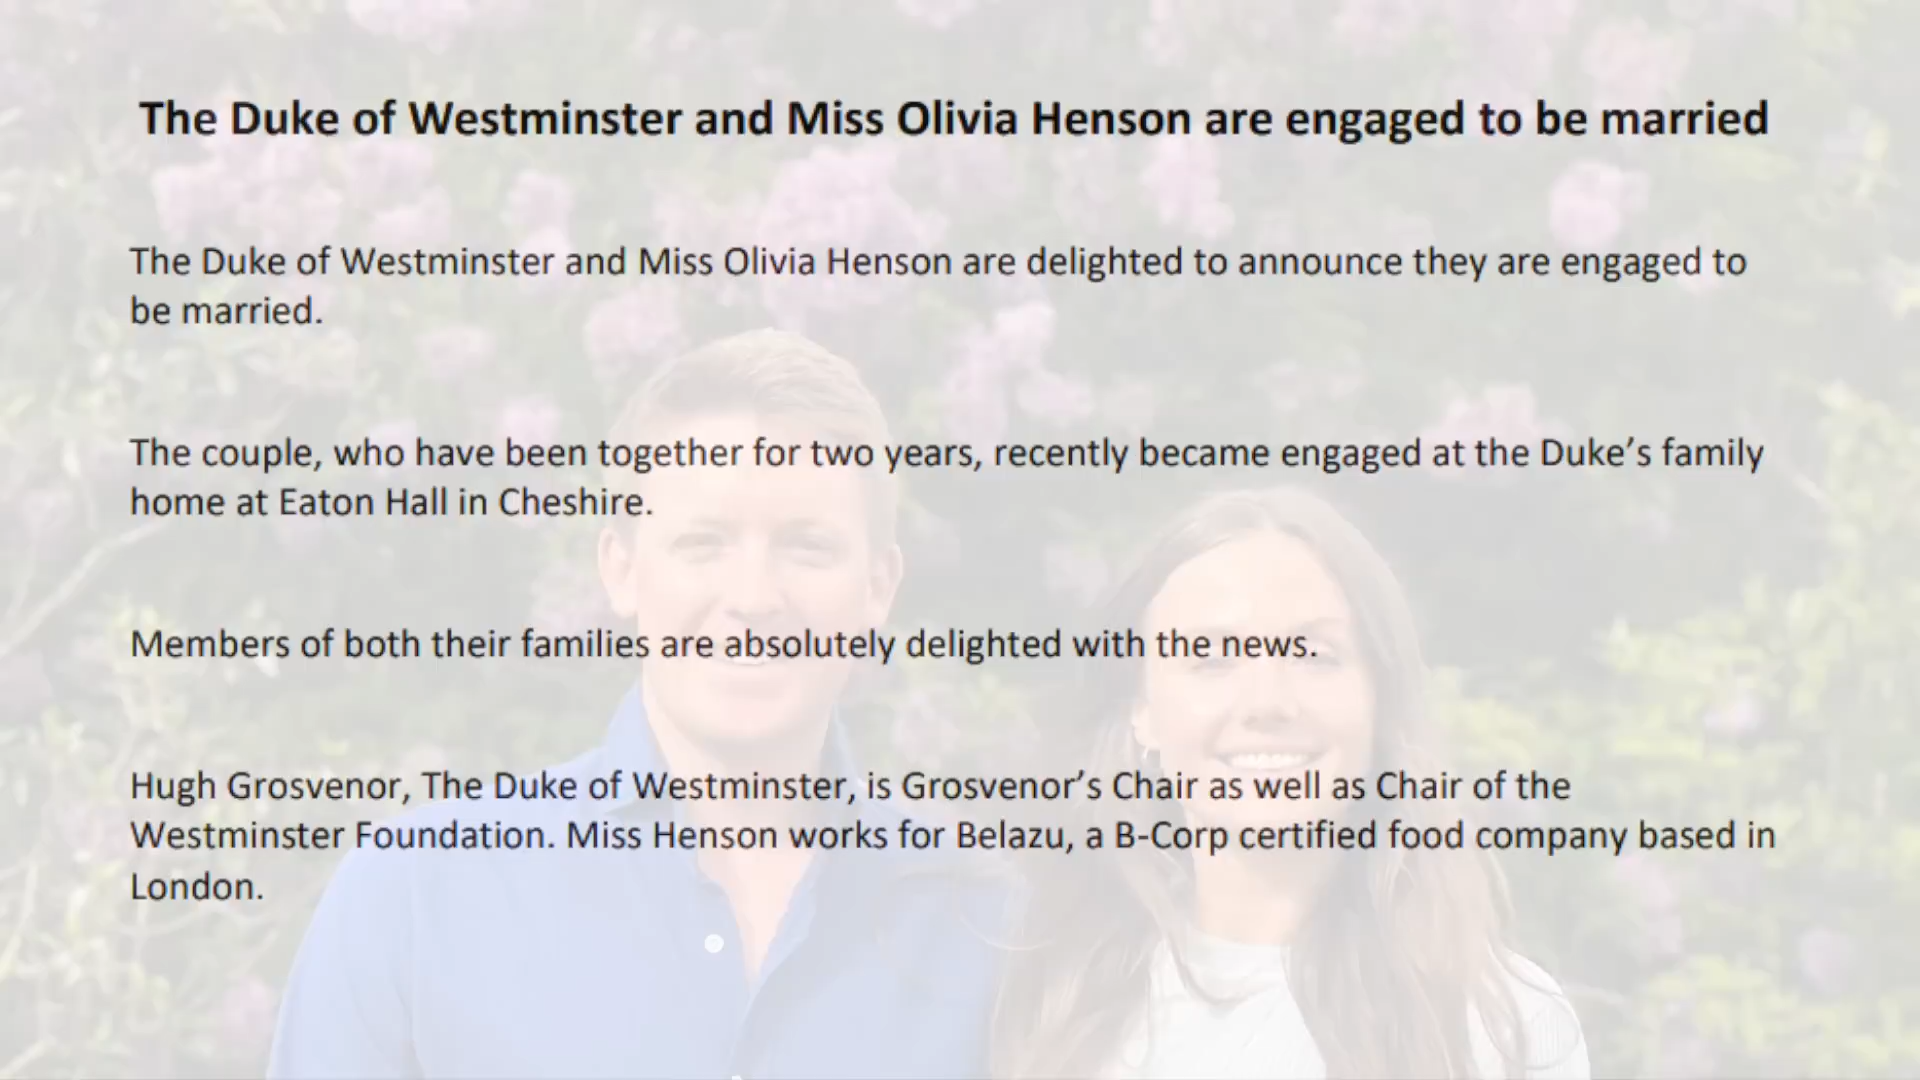 The Duke of Westminster and Miss Olivia Henson are engaged to be married
The Duke of Westminster and Miss Olivia Henson are delighted to announce they are engaged to
be married.
The couple, who have been together for two years, recently became engaged at the Duke’s family
home at Eaton Hall in Cheshire.
Members of both their families are absolutely delighted with the news.
Hugh Grosvenor, The Duke of Westminster, is Grosvenor’s Chair as well as Chair of the
Westminster Foundation. Miss Henson works for Belazu, a B-Corp certified food company based in
London.